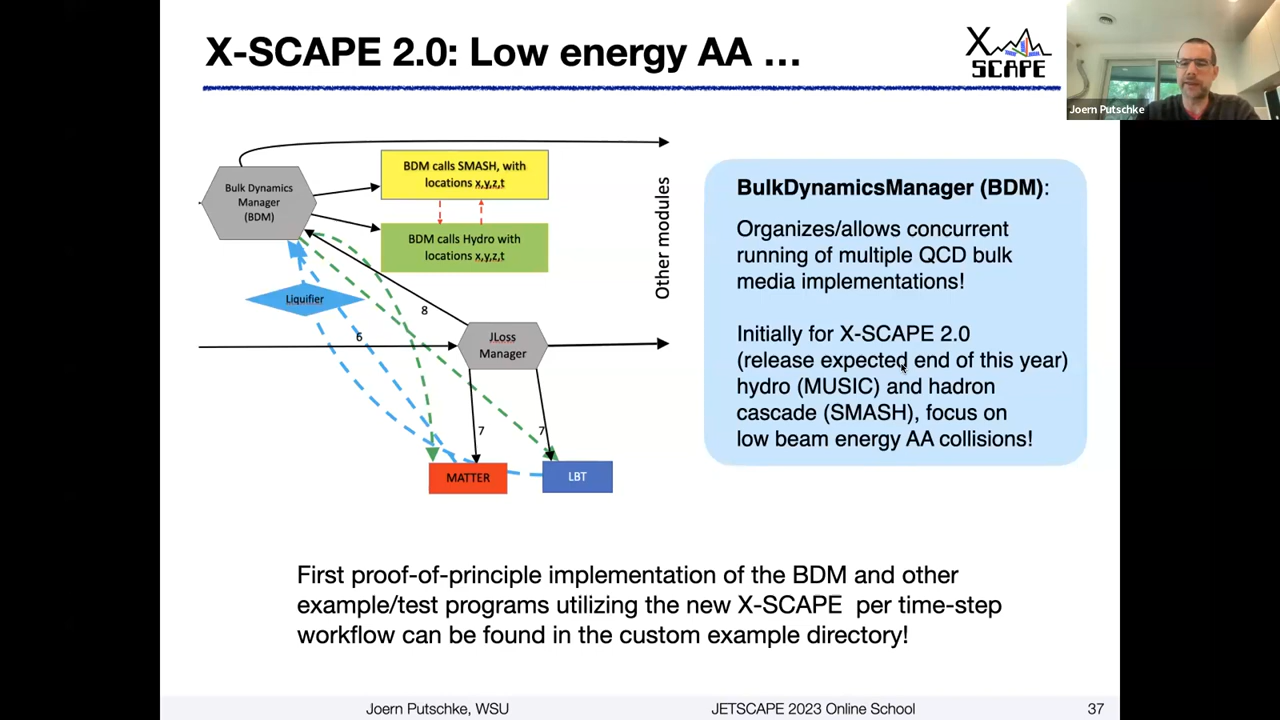 X-SCAPE 2.0: Low energy AA ...
X
SCAPE
Joern Putschke
Bulk Dynamics
Manager
(BDM)
BDM calls SMASH, with
locations x,y,z,t
BDM calls Hydro with
locations x,y,z,t
Other modules
Liquifier
8
6
JLoss
Manager
7
7
MATTER
LBT
BulkDynamicsManager (BDM):
Organizes/allows concurrent
running of multiple QCD bulk
media implementations!
Initially for X-SCAPE 2.0
(release expected end of this year)
hydro (MUSIC) and hadron
cascade (SMASH), focus on
low beam energy AA collisions!
First proof-of-principle implementation of the BDM and other
example/test programs utilizing the new X-SCAPE per time-step
workflow can be found in the custom example directory!
Joern Putschke, WSU
JETSCAPE 2023 Online School
37